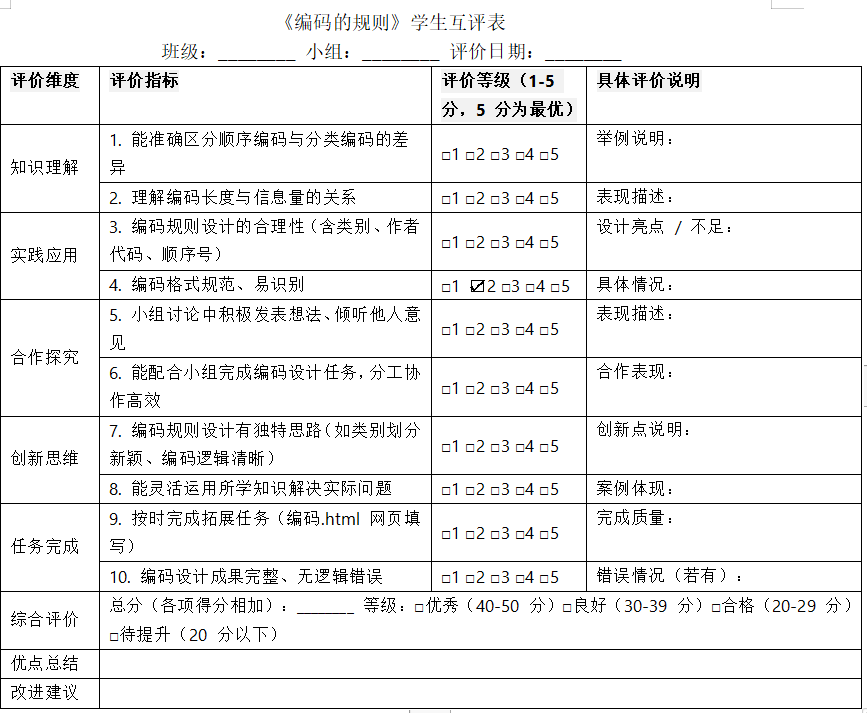 《编码的规则》学生互评表
班级：________ 小组：________ 评价日期：________
评价维度 评价指标 评价等级（1-5
分，5 分为最优） 具体评价说明
知识理解
1. 能准确区分顺序编码与分类编码的差
异
□1 □2 □3 □4 □5
举例说明：
2. 理解编码长度与信息量的关系
□1 □2 □3 □4 □5
表现描述：
实践应用
3. 编码规则设计的合理性（含类别、作者
代码、顺序号）
□1 □2 □3 □4 □5
设计亮点 / 不足：
4. 编码格式规范、易识别
□1 ☑2 □3 □4 □5
具体情况：
合作探究
5. 小组讨论中积极发表想法、倾听他人意
见
□1 □2 □3 □4 □5
表现描述：
6. 能配合小组完成编码设计任务，分工协
作高效
□1 □2 □3 □4 □5
合作表现：
创新思维
7. 编码规则设计有独特思路（如类别划分
新颖、编码逻辑清晰）
□1 □2 □3 □4 □5
创新点说明：
8. 能灵活运用所学知识解决实际问题
□1 □2 □3 □4 □5
案例体现：
任务完成
9. 按时完成拓展任务（编码.html 网页填
写）
□1 □2 □3 □4 □5
完成质量：
10. 编码设计成果完整、无逻辑错误
□1 □2 □3 □4 □5
错误情况（若有）：
综合评价
总分（各项得分相加）：_______ 等级：□优秀（40-50 分）□良好（30-39 分）□合格（20-29 分）
□待提升（20 分以下）
优点总结
改进建议